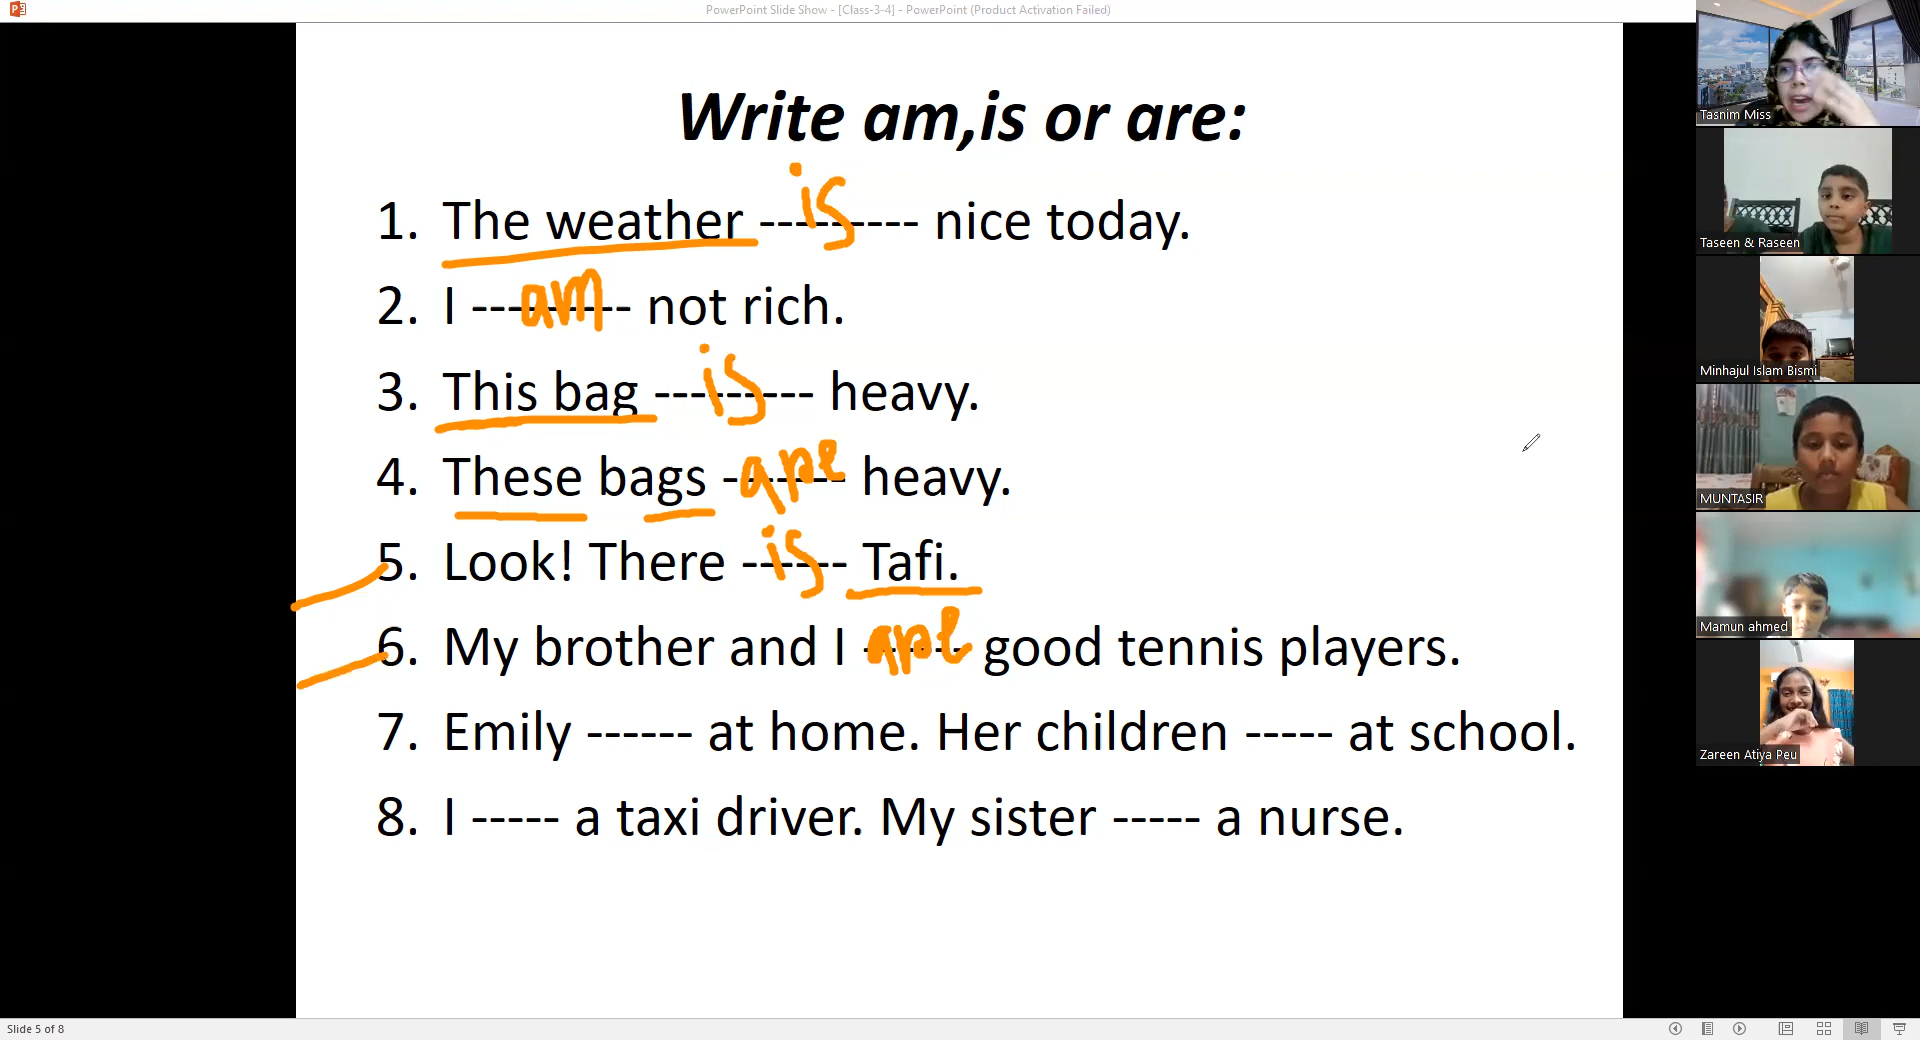 PowerPoint Slide Show - [Class-3-4] - PowerPoint (Product Activation Failed)
Write am,is or are:
1. The weather ---is--- nice today.
2. I ---am--- not rich.
3. This bag ---is--- heavy.
4. These bags -are- heavy.
5. Look! There --is-- Tafi.
6. My brother and I -are- good tennis players.
7. Emily ------ at home. Her children ----- at school.
8. I ----- a taxi driver. My sister ----- a nurse.
Tasnim Miss
Taseen & Raseen
Minhajul Islam Bismi
MUNTASIR
Mamun ahmed
Zareen Atiya Peu
Slide 5 of 8